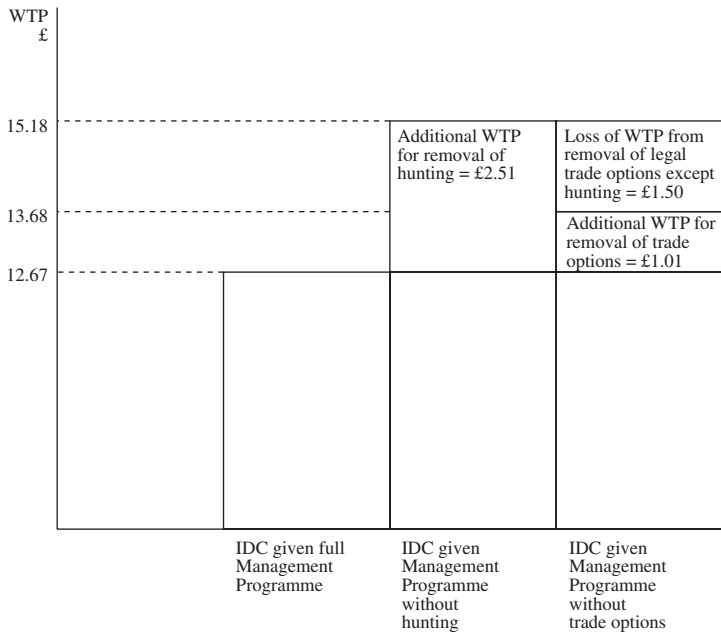 WTP
£
15.18
13.68
12.67
Additional WTP
for removal of
hunting = £2.51
Loss of WTP from
removal of legal
trade options except
hunting = £1.50
Additional WTP for
removal of trade
options = £1.01
IDC given full
Management
Programme
IDC given
Management
Programme
without
hunting
IDC given
Management
Programme
without
trade options